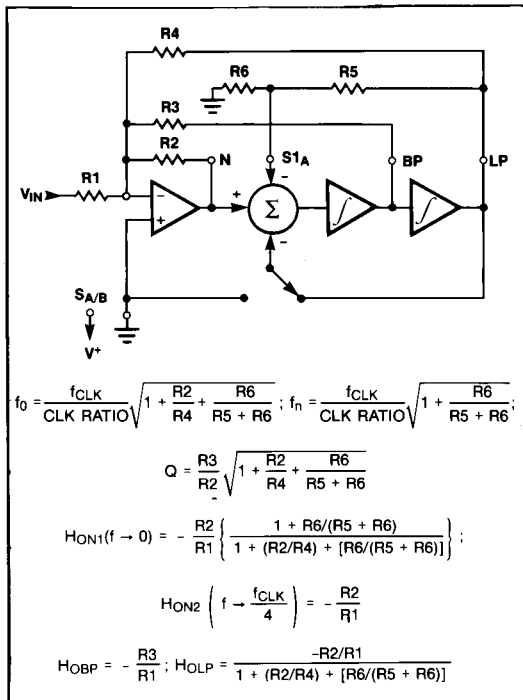 R4
R6
R5
R3
R2
N
S1A
BP
LP
R1
VIN
−
+
+
−
Σ
∫
∫
−
SA/B
V+
f0 = fCLK / CLK RATIO √(1 + R2/R4 + R6/(R5 + R6)) ; fn = fCLK / CLK RATIO √(1 + R6/(R5 + R6)) ;
Q = R3/R2 √(1 + R2/R4 + R6/(R5 + R6))
HON1(f → 0) = − R2/R1 { 1 + R6/(R5 + R6) / 1 + (R2/R4) + [R6/(R5 + R6)] } ;
HON2 ( f → fCLK/4 ) = − R2/R1
HOBP = − R3/R1 ; HOLP = −R2/R1 / 1 + (R2/R4) + [R6/(R5 + R6)]